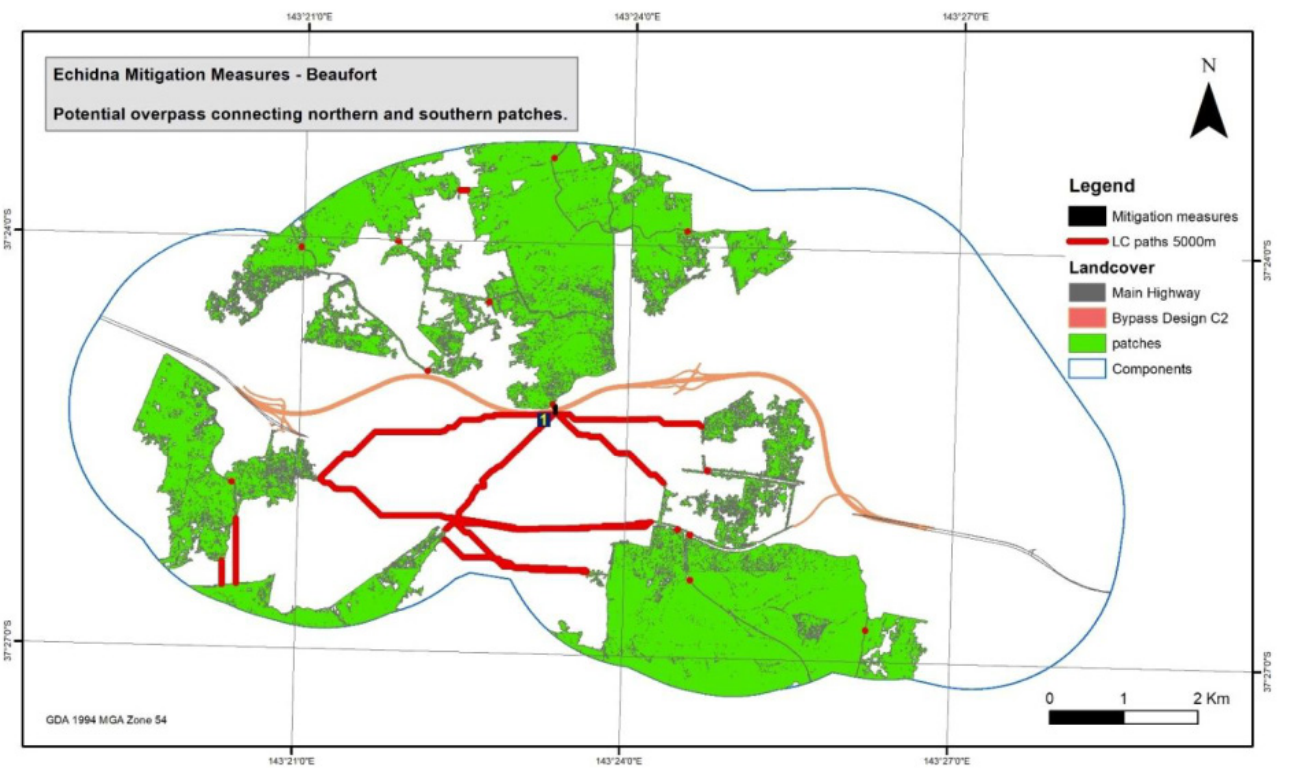 143°21'0"E 143°24'0"E 143°27'0"E
Echidna Mitigation Measures - Beaufort
Potential overpass connecting northern and southern patches.
N
Legend
Mitigation measures
LC paths 5000m
Landcover
Main Highway
Bypass Design C2
patches
Components
37°24'0"S
37°24'0"S
1
37°27'0"S
37°27'0"S
0 1 2 Km
GDA 1994 MGA Zone 54
143°21'0"E 143°24'0"E 143°27'0"E